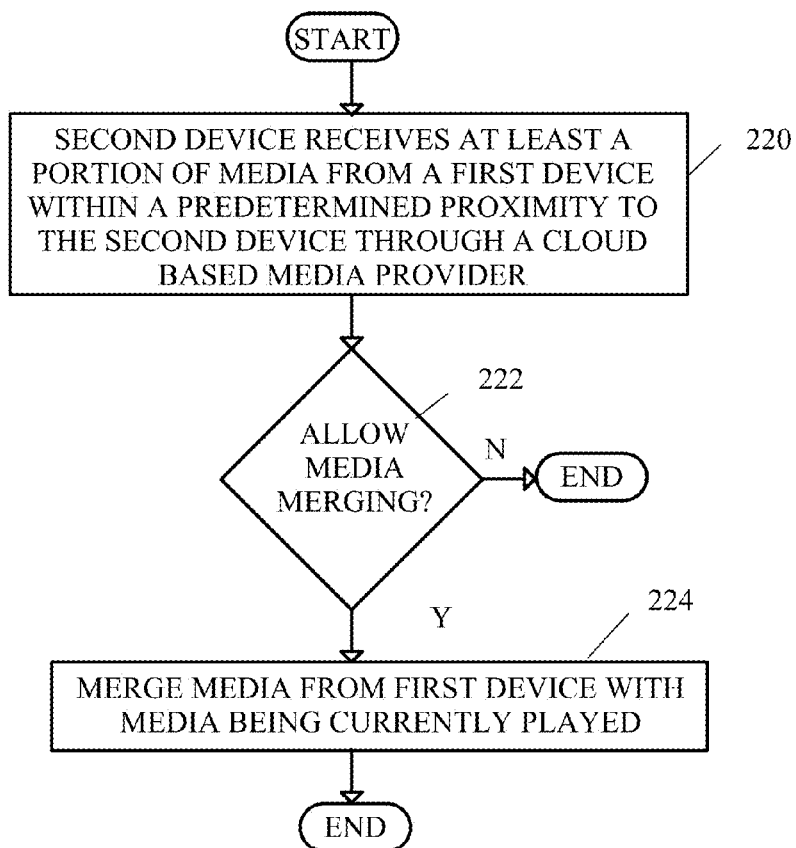 START
SECOND DEVICE RECEIVES AT LEAST A
PORTION OF MEDIA FROM A FIRST DEVICE
WITHIN A PREDETERMINED PROXIMITY TO
THE SECOND DEVICE THROUGH A CLOUD
BASED MEDIA PROVIDER
220
222
ALLOW
MEDIA
MERGING?
N
END
Y
224
MERGE MEDIA FROM FIRST DEVICE WITH
MEDIA BEING CURRENTLY PLAYED
END